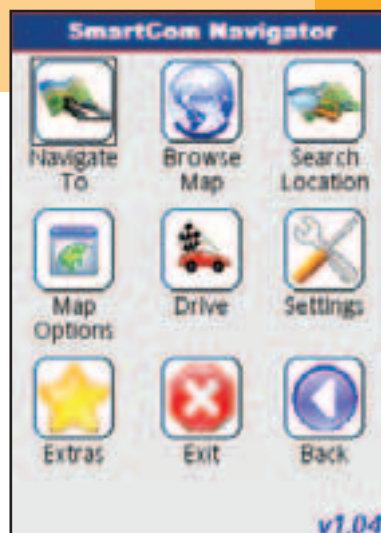 SmartCom Navigator
Navigate To
Browse Map
Search Location
Map Options
Drive
Settings
Extras
Exit
Back
v1.04